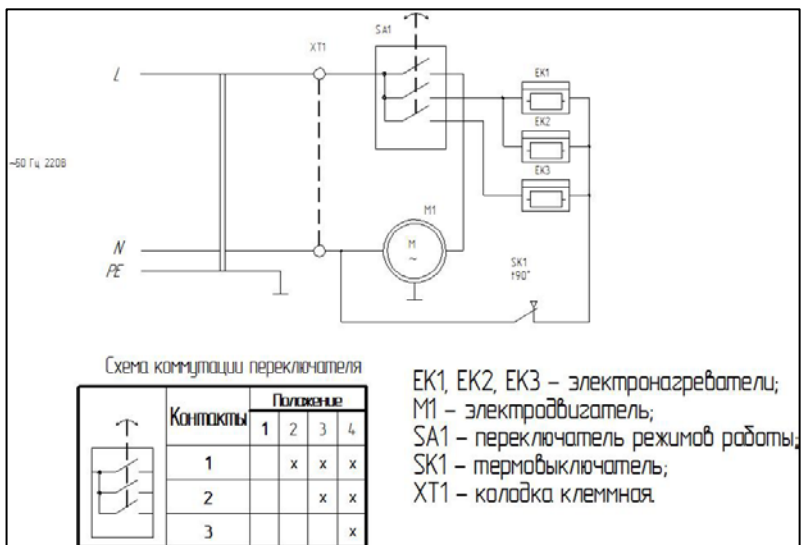 SA1
XT1
L
EK1
EK2
~50 Гц 220В
EK3
M1
M
~
N
PE
SK1
t90°
Схема коммутации переключателя
Контакты
Положение
1 2 3 4
1 x x x
2 x x
3 x
EK1, EK2, EK3 – электронагреватели;
M1 – электродвигатель;
SA1 – переключатель режимов работы;
SK1 – термовыключатель;
XT1 – колодка клеммная.